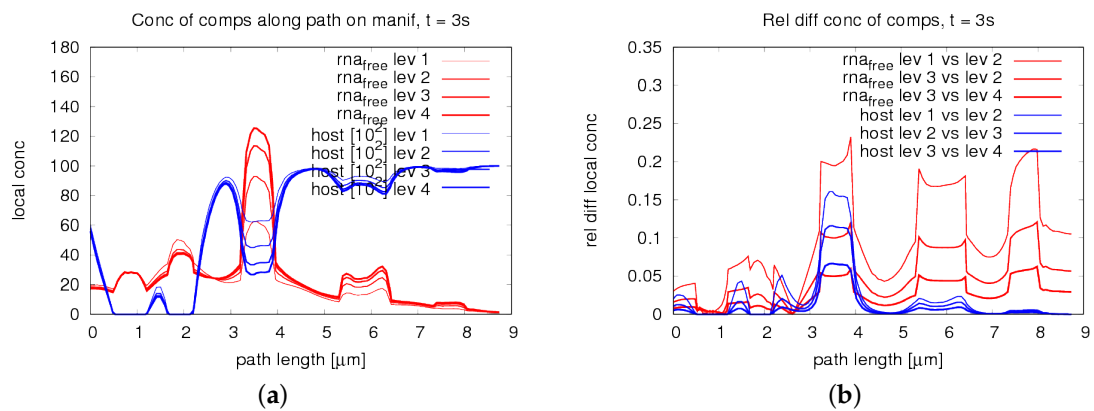 Conc of comps along path on manif, t = 3s
180
160
140
120
100
80
60
40
20
0
local conc
rna_free lev 1
rna_free lev 2
rna_free lev 3
rna_free lev 4
host [10^2] lev 1
host [10^2] lev 2
host [10^2] lev 3
host [10^2] lev 4
0 1 2 3 4 5 6 7 8 9
path length [μm]
(a)
Rel diff conc of comps, t = 3s
0.35
0.3
0.25
0.2
0.15
0.1
0.05
0
rel diff local conc
rna_free lev 1 vs lev 2
rna_free lev 3 vs lev 2
rna_free lev 3 vs lev 4
host lev 1 vs lev 2
host lev 2 vs lev 3
host lev 3 vs lev 4
0 1 2 3 4 5 6 7 8 9
path length [μm]
(b)